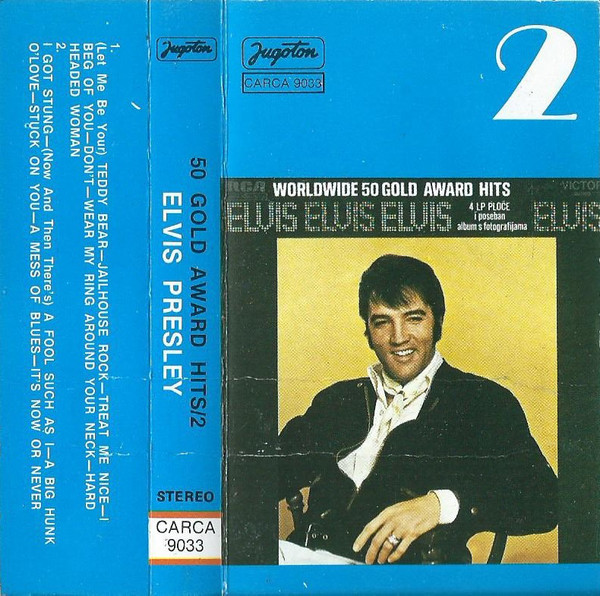 1.
(Let Me Be Your) TEDDY BEAR—JAILHOUSE ROCK—TREAT ME NICE—I
BEG OF YOU—DON'T—WEAR MY RING AROUND YOUR NECK—HARD
HEADED WOMAN
2.
I GOT STUNG—(Now And Then There's) A FOOL SUCH AS I—A BIG HUNK
O'LOVE—STUCK ON YOU—A MESS OF BLUES—IT'S NOW OR NEVER
Jugoton
50 GOLD AWARD HITS/2
ELVIS PRESLEY
STEREO
CARCA
9033
Jugoton
CARCA 9033
2
RCA
WORLDWIDE 50 GOLD AWARD HITS
VICTOR
ELVIS ELVIS ELVIS
4 LP PLOČE
i poseban
album s fotografijama
ELVIS